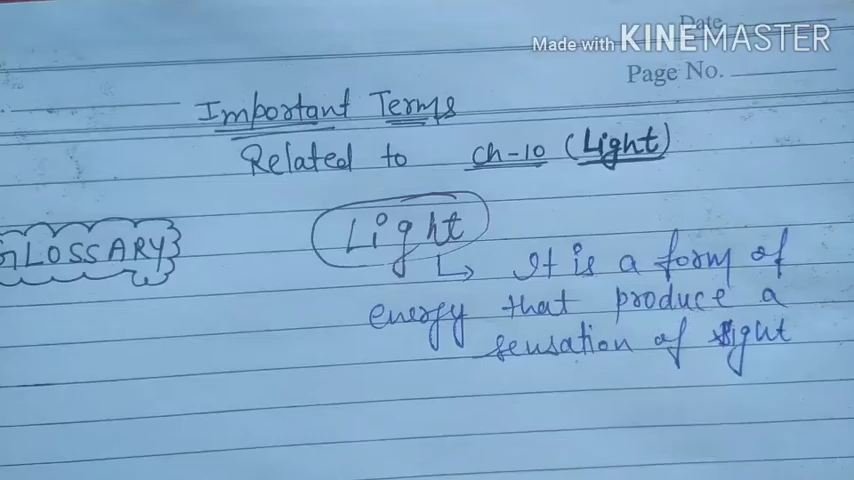 Date
Made with KINEMASTER
Page No.
Important Terms
Related to Ch-10 (Light)
GLOSSARY
Light
It is a form of
energy that produce a
sensation of sight